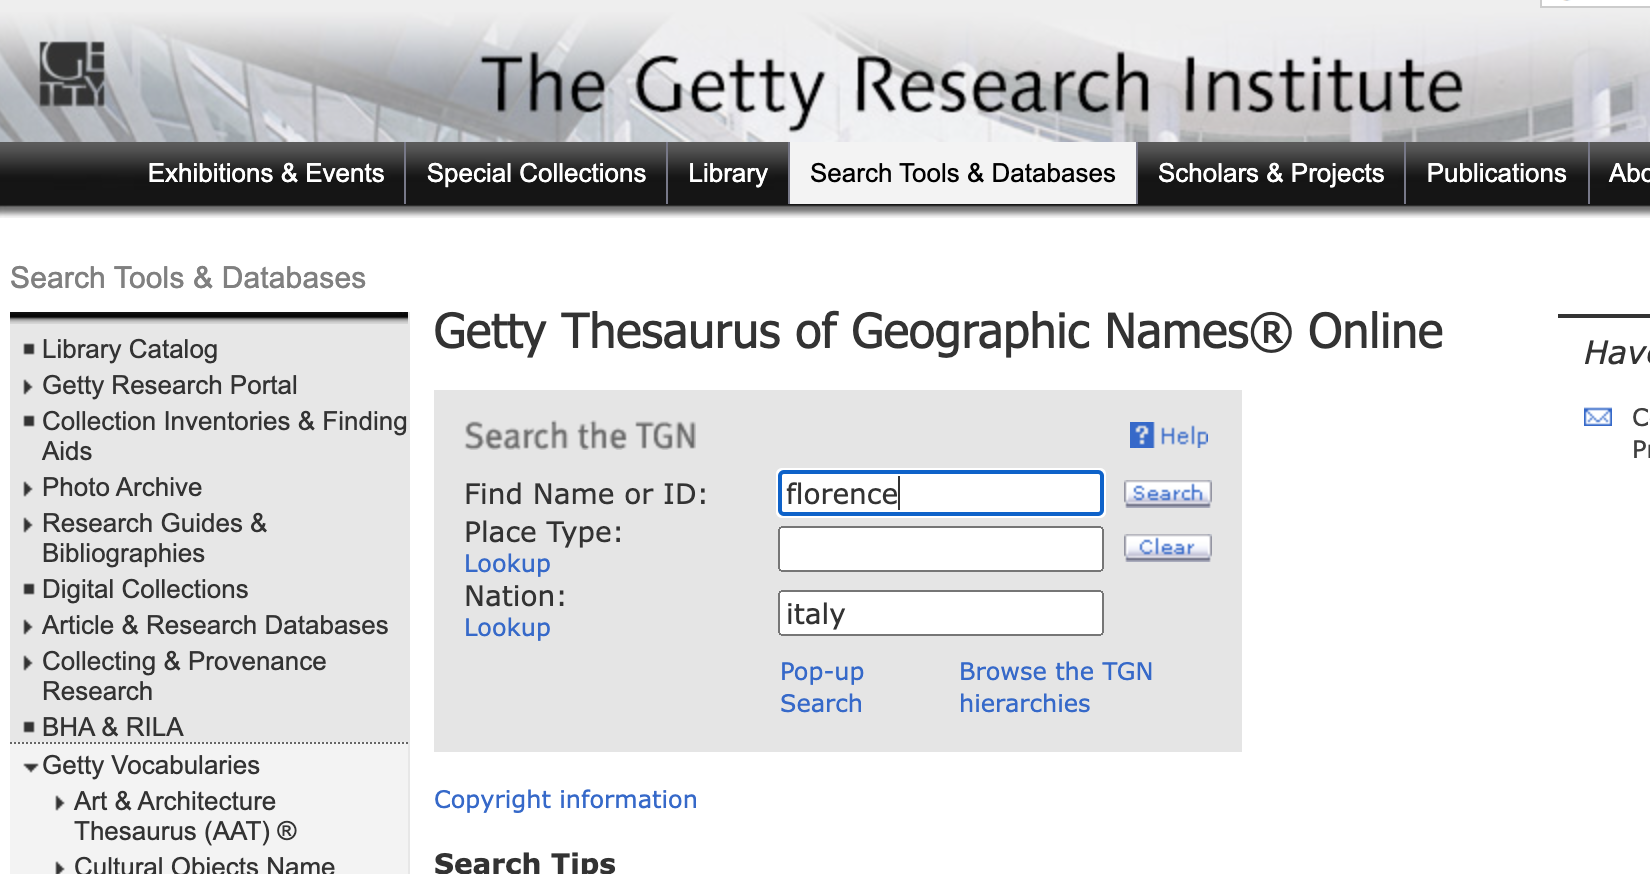 GETTY
The Getty Research Institute
Exhibitions & Events
Special Collections
Library
Search Tools & Databases
Scholars & Projects
Publications
Search Tools & Databases
Library Catalog
Getty Research Portal
Collection Inventories & Finding
Aids
Photo Archive
Research Guides &
Bibliographies
Digital Collections
Article & Research Databases
Collecting & Provenance
Research
BHA & RILA
Getty Vocabularies
Art & Architecture
Thesaurus (AAT) ®
Cultural Objects Name
Getty Thesaurus of Geographic Names® Online
Search the TGN
? Help
Find Name or ID:
florence
Search
Place Type:
Lookup
Clear
Nation:
Lookup
italy
Pop-up
Search
Browse the TGN
hierarchies
Copyright information
Search Tips